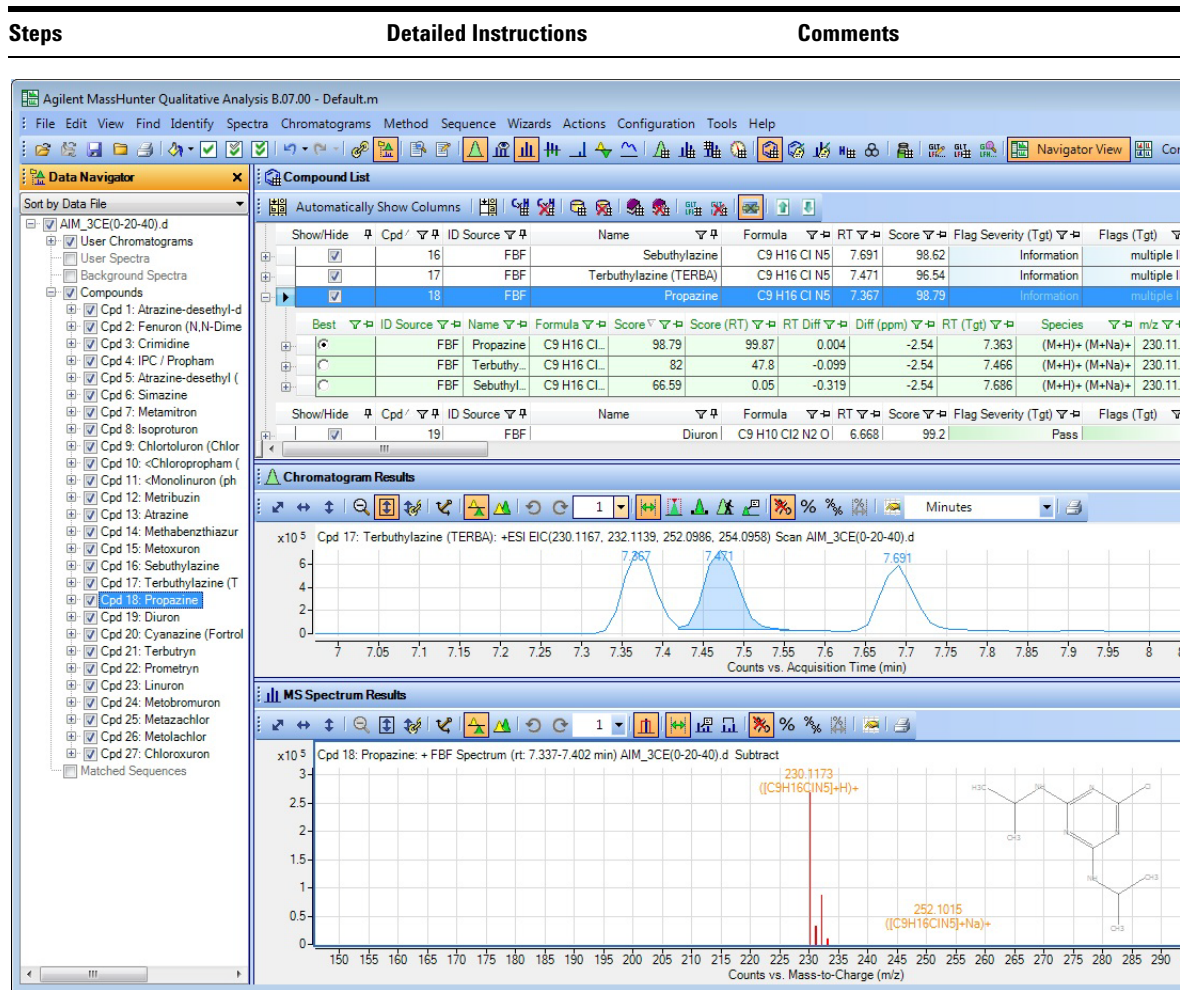 Steps Detailed Instructions Comments
Agilent MassHunter Qualitative Analysis B.07.00 - Default.m
File Edit View Find Identify Spectra Chromatograms Method Sequence Wizards Actions Configuration Tools Help
Navigator View
Data Navigator
Sort by Data File
AIM_3CE(0-20-40).d
User Chromatograms
User Spectra
Background Spectra
Compounds
Cpd 1: Atrazine-desethyl-d
Cpd 2: Fenuron (N,N-Dime
Cpd 3: Crimidine
Cpd 4: IPC / Propham
Cpd 5: Atrazine-desethyl (
Cpd 6: Simazine
Cpd 7: Metamitron
Cpd 8: Isoproturon
Cpd 9: Chlortoluron (Chlor
Cpd 10: <Chloropropham (
Cpd 11: <Monolinuron (ph
Cpd 12: Metribuzin
Cpd 13: Atrazine
Cpd 14: Methabenzthiazur
Cpd 15: Metoxuron
Cpd 16: Sebuthylazine
Cpd 17: Terbuthylazine (T
Cpd 18: Propazine
Cpd 19: Diuron
Cpd 20: Cyanazine (Fortrol
Cpd 21: Terbutryn
Cpd 22: Prometryn
Cpd 23: Linuron
Cpd 24: Metobromuron
Cpd 25: Metazachlor
Cpd 26: Metolachlor
Cpd 27: Chloroxuron
Matched Sequences
Compound List
Automatically Show Columns
Show/Hide Cpd ID Source Name Formula RT Score Flag Severity (Tgt) Flags (Tgt)
16 FBF Sebuthylazine C9 H16 Cl N5 7.691 98.62 Information multiple I
17 FBF Terbuthylazine (TERBA) C9 H16 Cl N5 7.471 96.54 Information multiple I
18 FBF Propazine C9 H16 Cl N5 7.367 98.79 Information multiple I
Best ID Source Name Formula Score Score (RT) RT Diff Diff (ppm) RT (Tgt) Species m/z
FBF Propazine C9 H16 Cl... 98.79 99.87 0.004 -2.54 7.363 (M+H)+ (M+Na)+ 230.11.
FBF Terbuthy... C9 H16 Cl... 82 47.8 -0.099 -2.54 7.466 (M+H)+ (M+Na)+ 230.11.
FBF Sebuthyl... C9 H16 Cl... 66.59 0.05 -0.319 -2.54 7.686 (M+H)+ (M+Na)+ 230.11.
Show/Hide Cpd ID Source Name Formula RT Score Flag Severity (Tgt) Flags (Tgt)
19 FBF Diuron C9 H10 Cl2 N2 O 6.668 99.2 Pass
Chromatogram Results
1 Minutes
x10 5 Cpd 17: Terbuthylazine (TERBA): +ESI EIC(230.1167, 232.1139, 252.0986, 254.0958) Scan AIM_3CE(0-20-40).d
7.367 7.471 7.691
6
4
2
0
7 7.05 7.1 7.15 7.2 7.25 7.3 7.35 7.4 7.45 7.5 7.55 7.6 7.65 7.7 7.75 7.8 7.85 7.9 7.95 8
Counts vs. Acquisition Time (min)
MS Spectrum Results
1
x10 5 Cpd 18: Propazine: + FBF Spectrum (rt: 7.337-7.402 min) AIM_3CE(0-20-40).d Subtract
3
230.1173
([C9H16ClN5]+H)+
2.5
2
1.5
1
0.5
0
252.1015
([C9H16ClN5]+Na)+
H3C NH N Cl
CH3 N N
NH CH3
CH3
150 155 160 165 170 175 180 185 190 195 200 205 210 215 220 225 230 235 240 245 250 255 260 265 270 275 280 285 290
Counts vs. Mass-to-Charge (m/z)